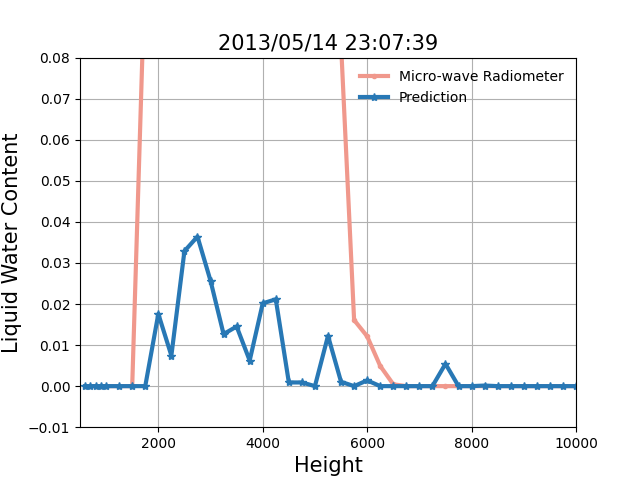 2013/05/14 23:07:39
Micro-wave Radiometer
Prediction
Liquid Water Content
0.08
0.07
0.06
0.05
0.04
0.03
0.02
0.01
0.00
−0.01
2000 4000 6000 8000 10000
Height